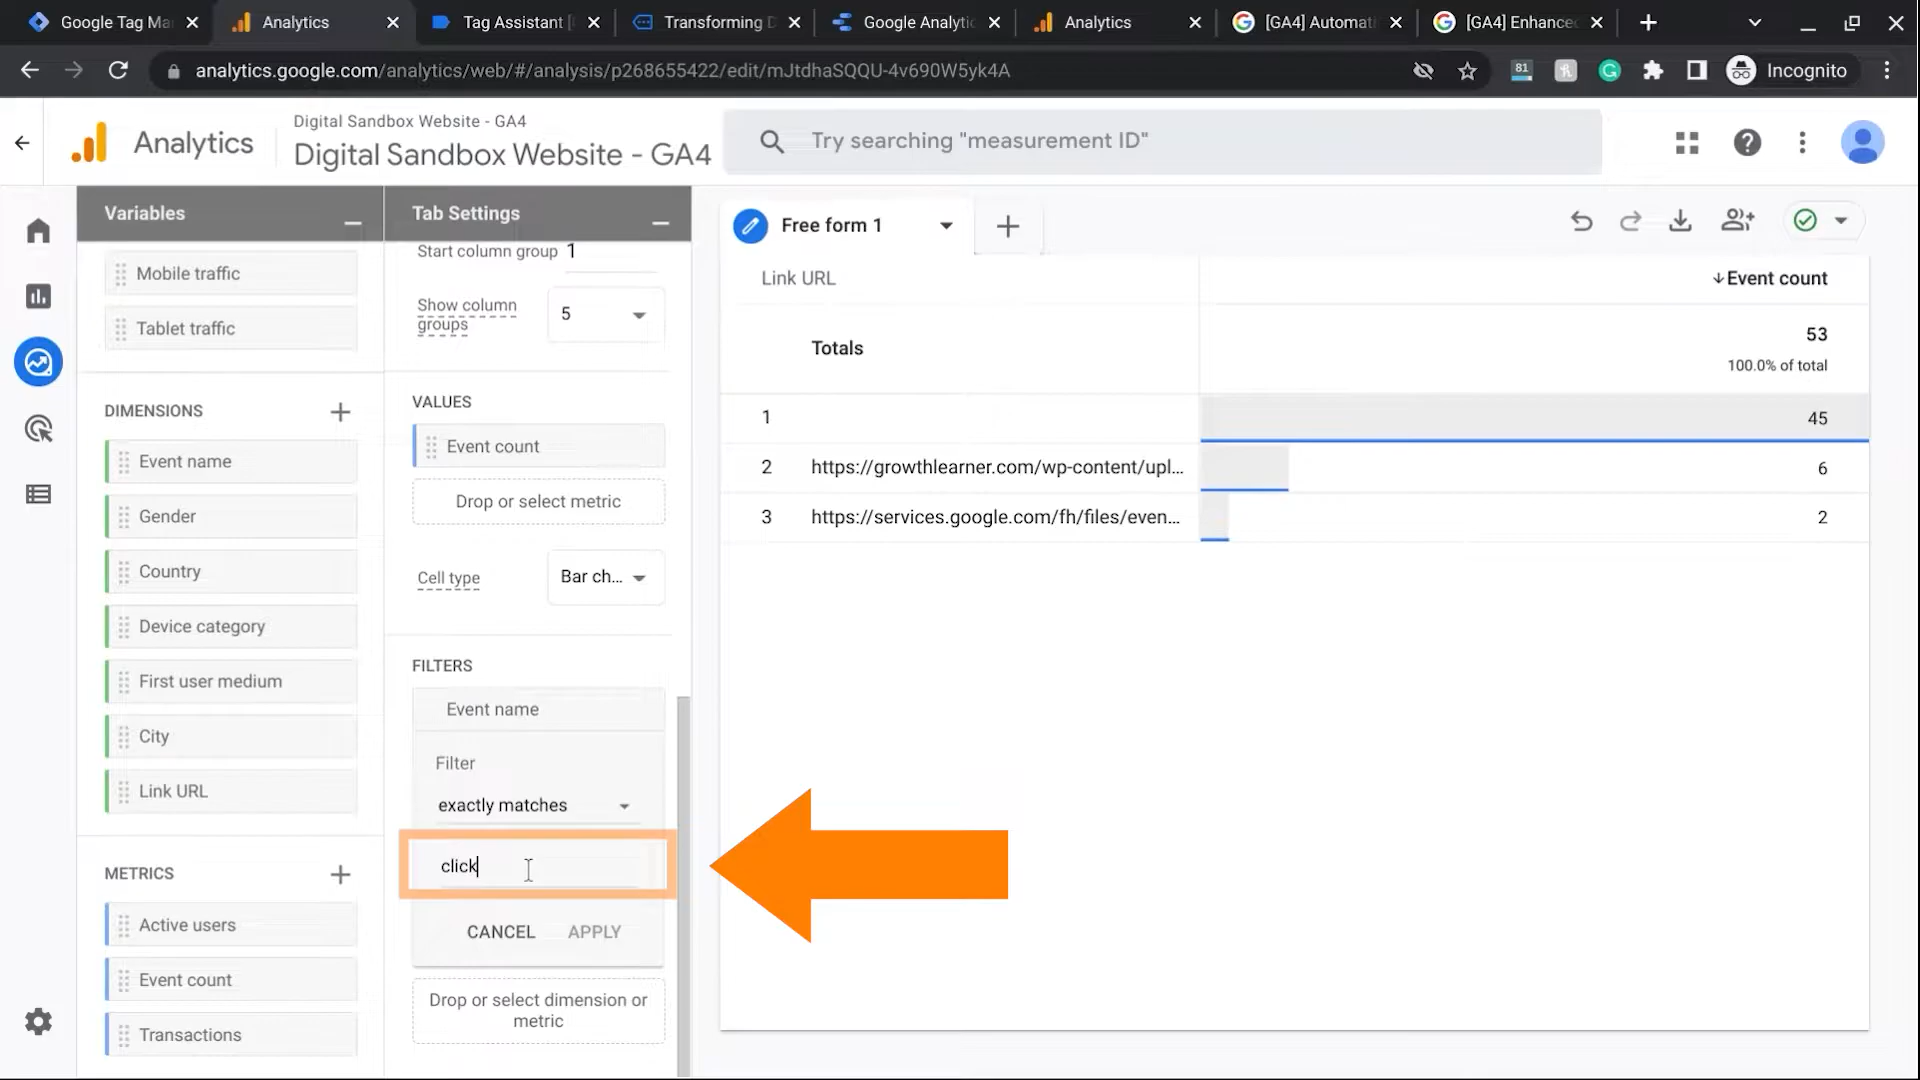 Google Tag Ma
Analytics
Tag Assistant [
Transforming D
Google Analytic
Analytics
[GA4] Automati
[GA4] Enhance
analytics.google.com/analytics/web/#/analysis/p268655422/edit/mJtdhaSQQU-4v690W5yk4A
81
Incognito
Analytics
Digital Sandbox Website - GA4
Digital Sandbox Website - GA4
Try searching "measurement ID"
Variables
Mobile traffic
Tablet traffic
DIMENSIONS
Event name
Gender
Country
Device category
First user medium
City
Link URL
METRICS
Active users
Event count
Transactions
Tab Settings
Start column group 1
Show column
groups
5
VALUES
Event count
Drop or select metric
Cell type
Bar ch...
FILTERS
Event name
Filter
exactly matches
click
CANCEL
APPLY
Drop or select dimension or
metric
Free form 1
Link URL
Event count
Totals
53
100.0% of total
1
45
2 https://growthlearner.com/wp-content/upl... 6
3 https://services.google.com/fh/files/even... 2